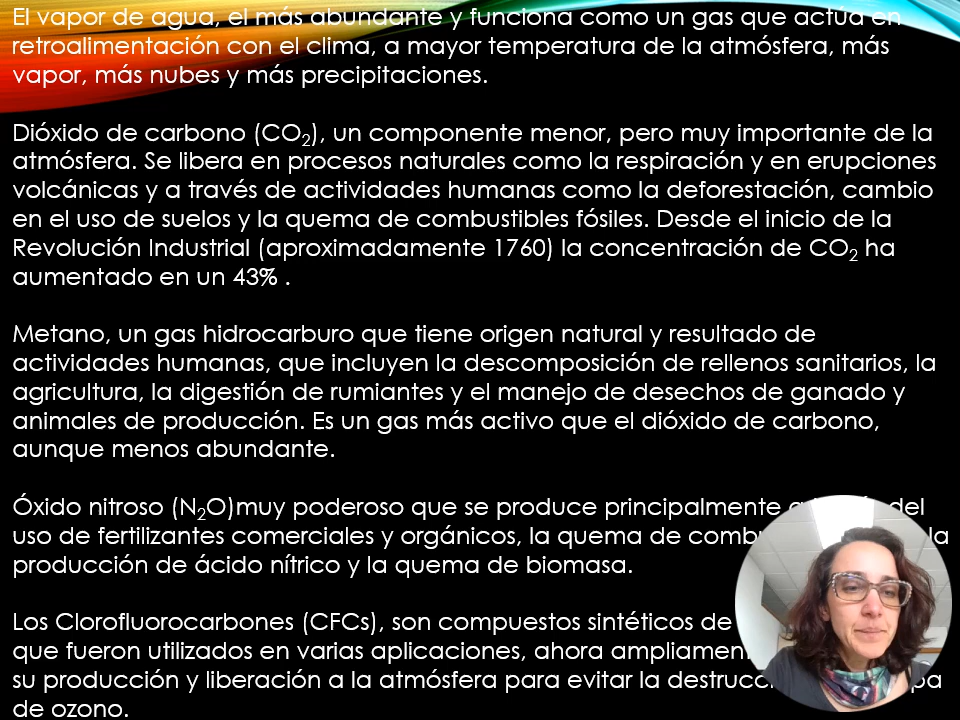 El vapor de agua, el más abundante y funciona como un gas que actúa en
retroalimentación con el clima, a mayor temperatura de la atmósfera, más
vapor, más nubes y más precipitaciones.
Dióxido de carbono (CO₂), un componente menor, pero muy importante de la
atmósfera. Se libera en procesos naturales como la respiración y en erupciones
volcánicas y a través de actividades humanas como la deforestación, cambio
en el uso de suelos y la quema de combustibles fósiles. Desde el inicio de la
Revolución Industrial (aproximadamente 1760) la concentración de CO₂ ha
aumentado en un 43% .
Metano, un gas hidrocarburo que tiene origen natural y resultado de
actividades humanas, que incluyen la descomposición de rellenos sanitarios, la
agricultura, la digestión de rumiantes y el manejo de desechos de ganado y
animales de producción. Es un gas más activo que el dióxido de carbono,
aunque menos abundante.
Óxido nitroso (N₂O)muy poderoso que se produce principalmente del
uso de fertilizantes comerciales y orgánicos, la quema de la
producción de ácido nítrico y la quema de biomasa.
Los Clorofluorocarbones (CFCs), son compuestos sintéticos de
que fueron utilizados en varias aplicaciones, ahora
su producción y liberación a la atmósfera para evitar la
de ozono.